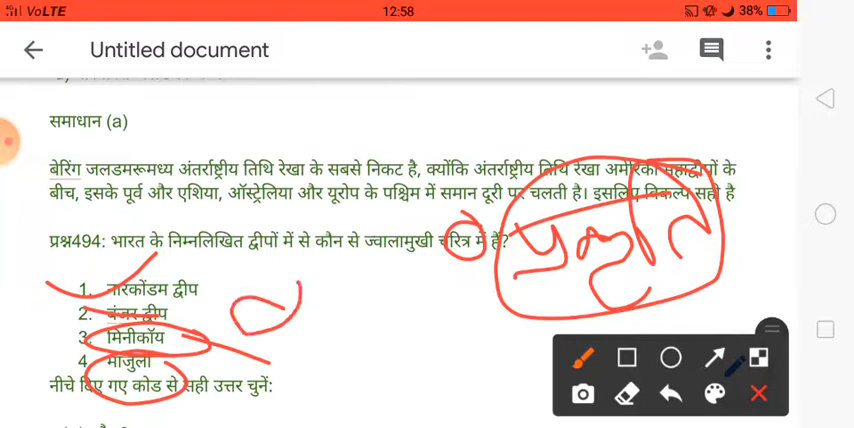 VoLTE 12:58 38%
Untitled document
समाधान (a)
बेरिंग जलडमरूमध्य अंतर्राष्ट्रीय तिथि रेखा के सबसे निकट है, क्योंकि अंतर्राष्ट्रीय तिथि रेखा अमेरिकी महाद्वीपों के
बीच, इसके पूर्व और एशिया, ऑस्ट्रेलिया और यूरोप के पश्चिम में समान दूरी पर चलती है। इसलिए विकल्प सही है
प्रश्न494: भारत के निम्नलिखित द्वीपों में से कौन से ज्वालामुखी चरित्र में हैं?
1. नारकोंडम द्वीप
2. बंजर द्वीप
3. मिनीकॉय
4. माजुली
नीचे दिए गए कोड से सही उत्तर चुनें: